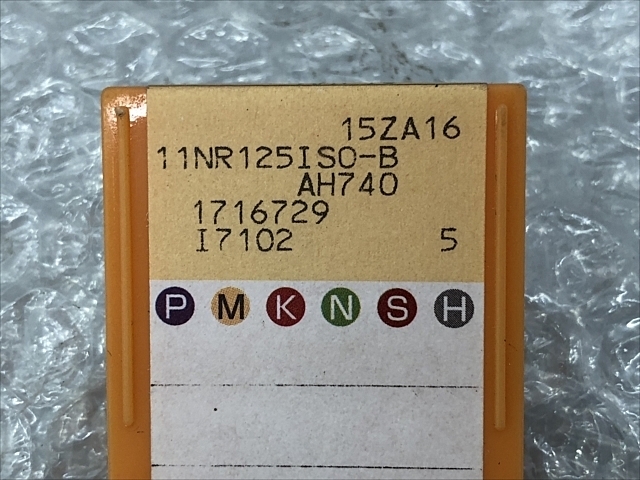 15ZA16
11NR125ISO-B
AH740
1716729
I7102 5
P M K N S H